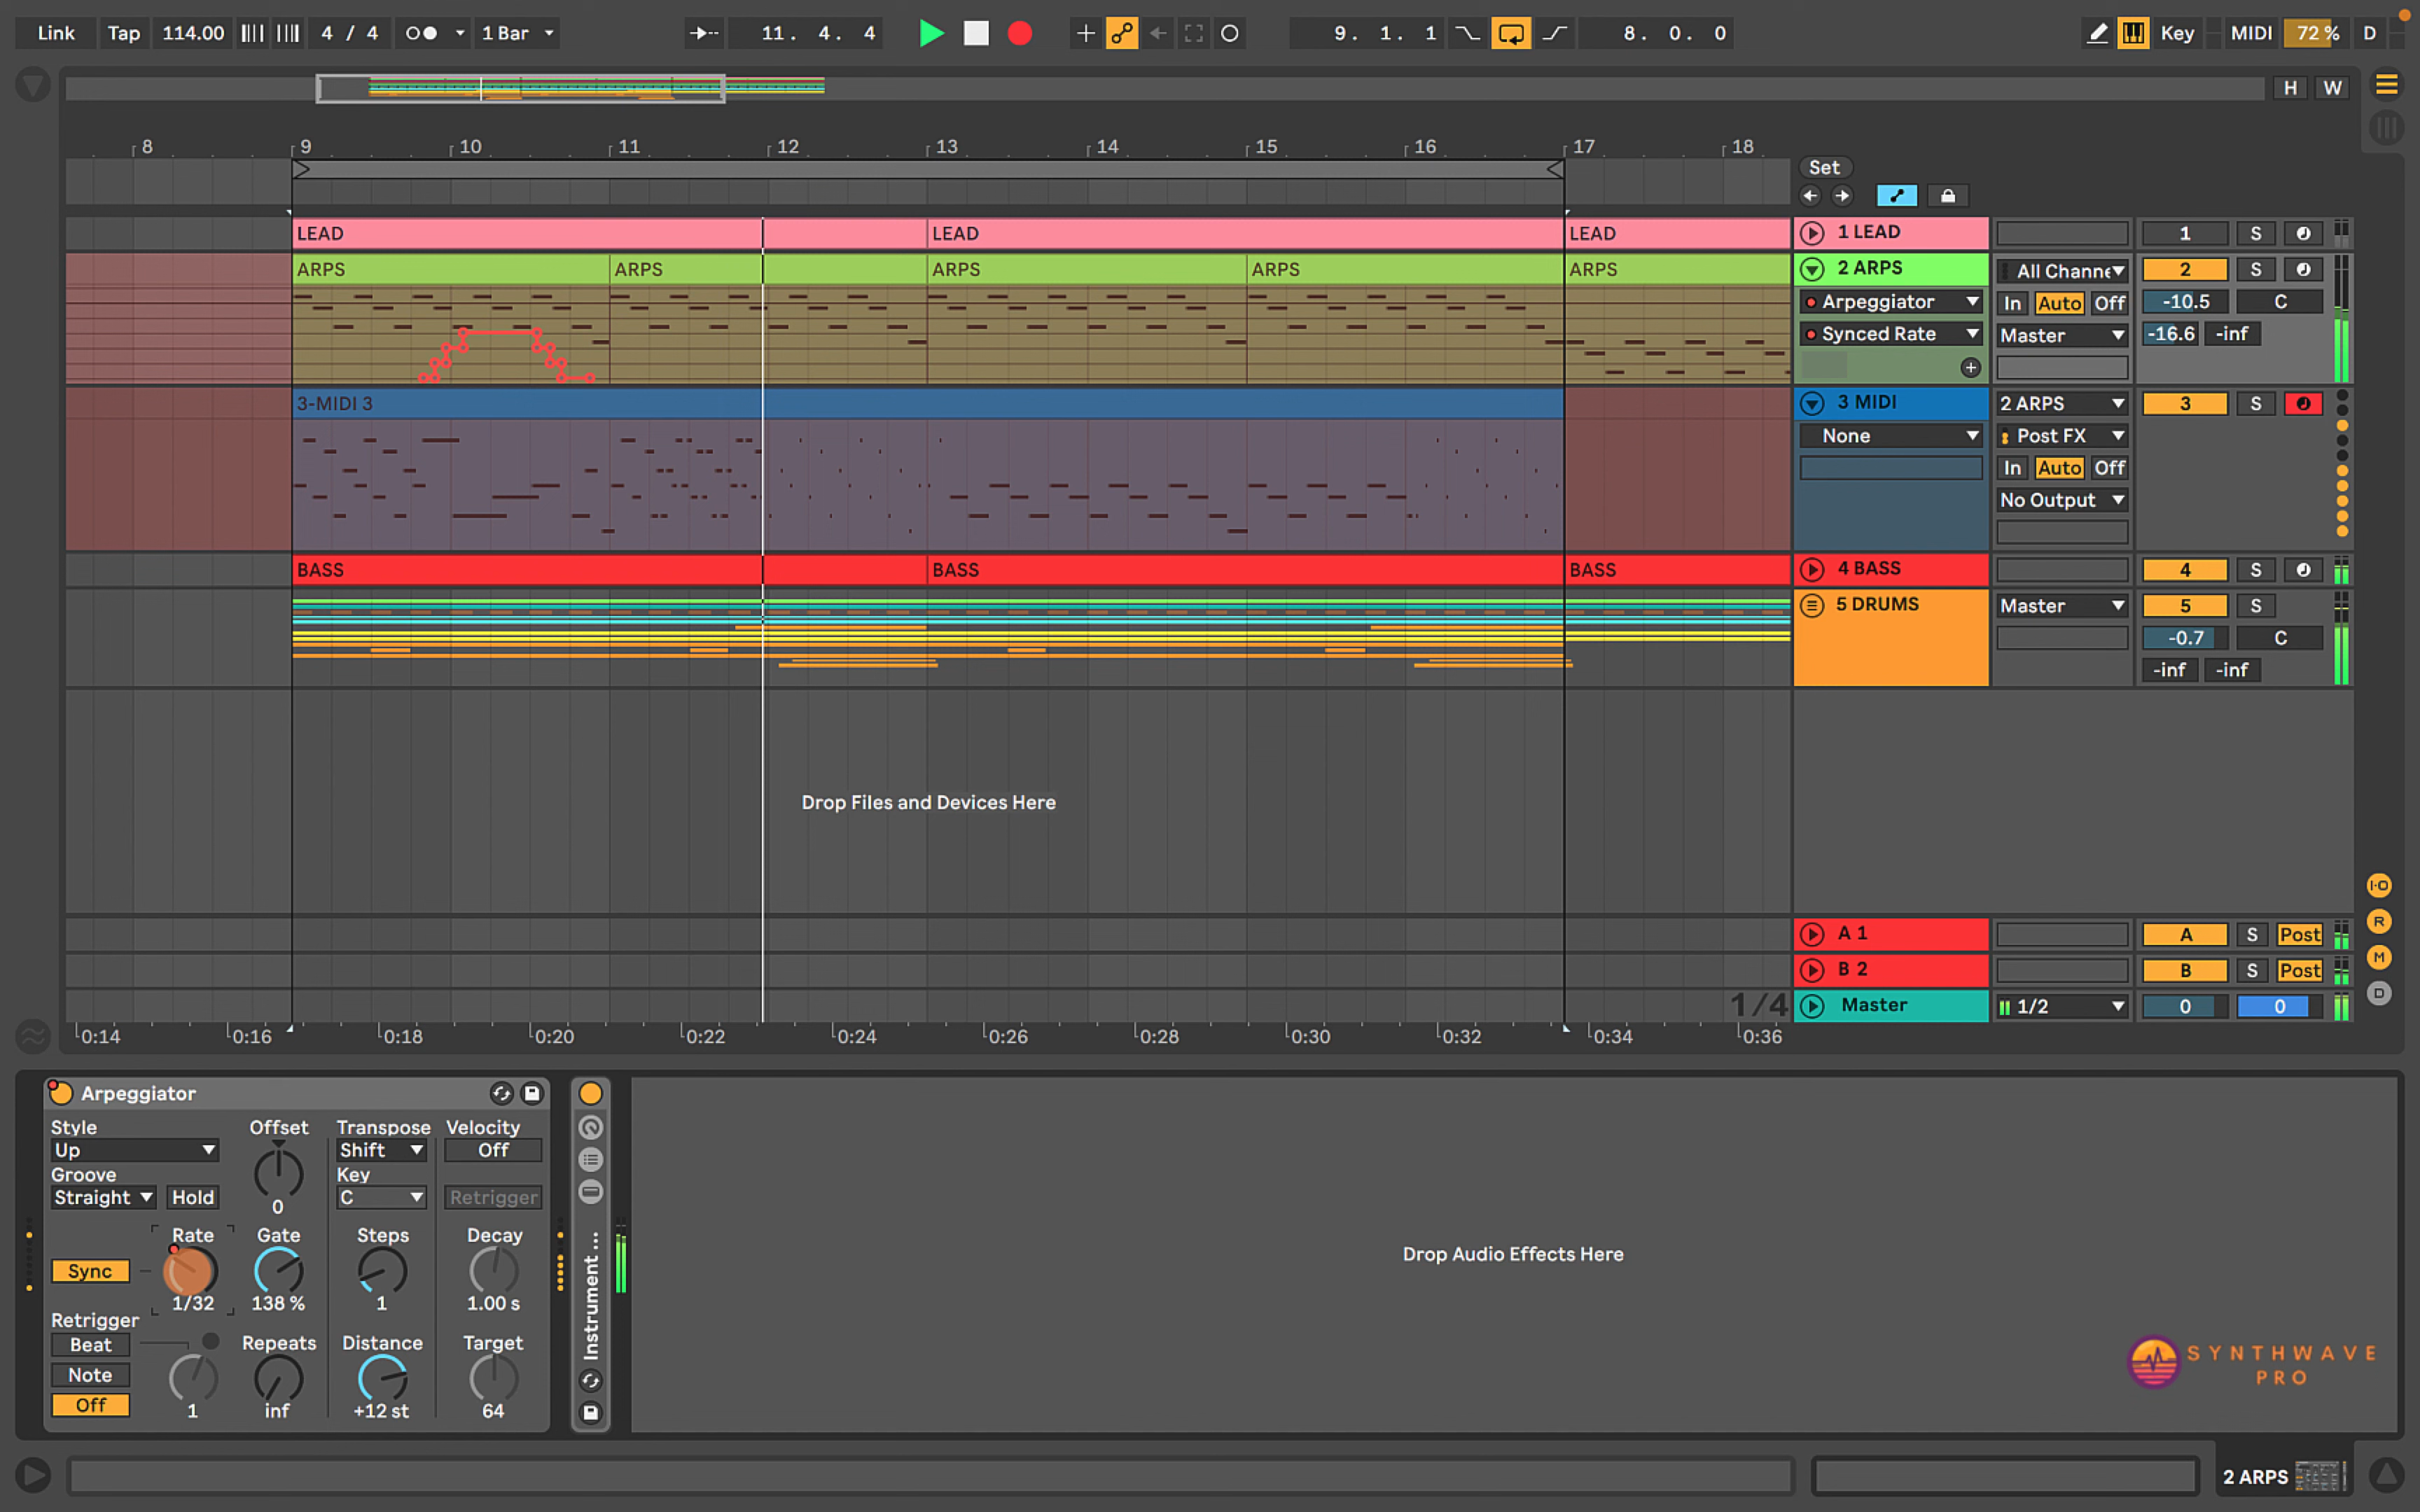 Link Tap 114.00 4 / 4 1 Bar 11. 4. 4 9. 1. 1 8. 0. 0 Key MIDI 72 % D
H W
8 9 10 11 12 13 14 15 16 17 18
Set
LEAD LEAD LEAD 1 LEAD 1 S
ARPS ARPS ARPS ARPS ARPS 2 ARPS All Channe 2 S
Arpeggiator In Auto Off -10.5 C
Synced Rate Master -16.6 -inf
3-MIDI 3 3 MIDI 2 ARPS 3 S
None Post FX
In Auto Off
No Output
BASS BASS BASS 4 BASS 4 S
5 DRUMS Master 5 S
-0.7 C
-inf -inf
Drop Files and Devices Here
I·O
R
M
D
A 1 A S Post
B 2 B S Post
1/4 Master 1/2 0 0
0:14 0:16 0:18 0:20 0:22 0:24 0:26 0:28 0:30 0:32 0:34 0:36
Arpeggiator
Style Offset Transpose Velocity
Up Shift Off
Groove Key
Straight Hold C Retrigger
0
Rate Gate Steps Decay
Sync
1/32 138 % 1 1.00 s
Retrigger
Beat Repeats Distance Target
Note
Off 1 inf +12 st 64
Instrument ...
Drop Audio Effects Here
SYNTHWAVE
PRO
2 ARPS